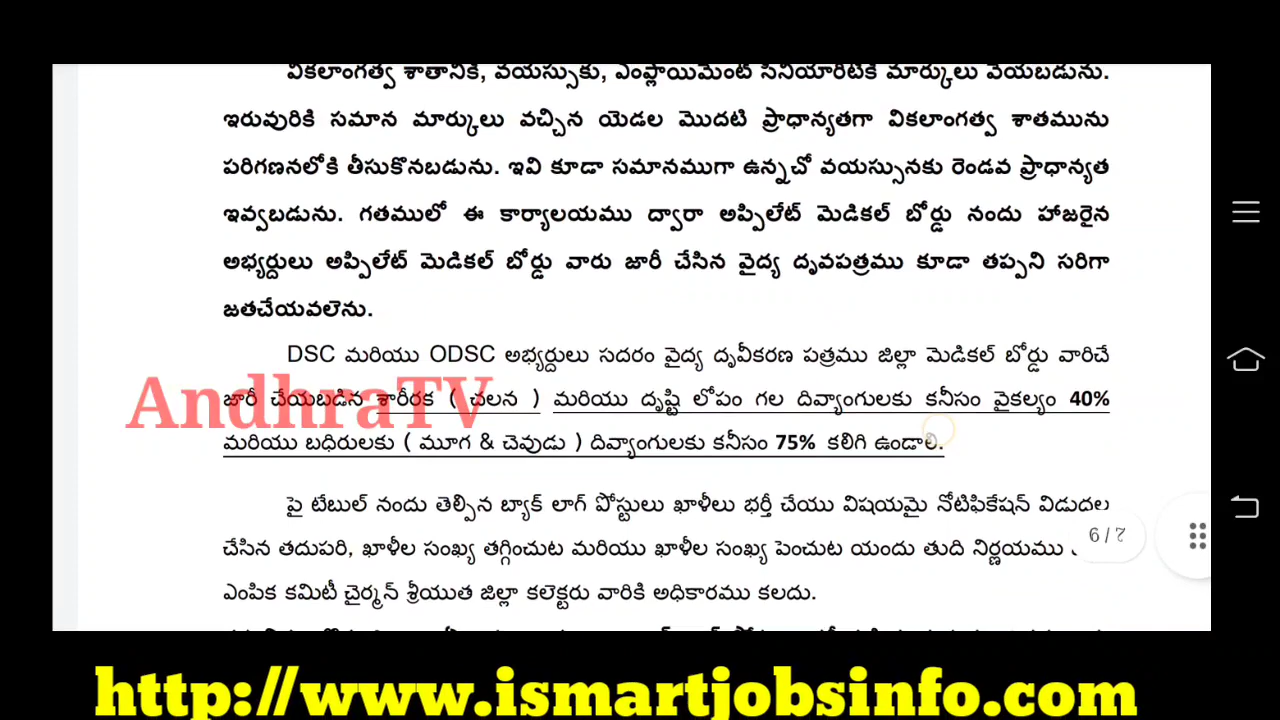 వికలాంగత్వ శాతానికి, వయస్సుకు, ఎంప్లాయిమెంట్ సీనియారిటీకి మార్కులు వేయబడును.
ఇరువురికి సమాన మార్కులు వచ్చిన యెడల మొదటి ప్రాధాన్యతగా వికలాంగత్వ శాతమును
పరిగణనలోకి తీసుకొనబడును. ఇవి కూడా సమానముగా ఉన్నచో వయస్సునకు రెండవ ప్రాధాన్యత
ఇవ్వబడును. గతములో ఈ కార్యాలయము ద్వారా అప్పిలేట్ మెడికల్ బోర్డు నందు హాజరైన
అభ్యర్దులు అప్పిలేట్ మెడికల్ బోర్డు వారు జారీ చేసిన వైద్య దృవపత్రము కూడా తప్పని సరిగా
జతచేయవలెను.
DSC మరియు ODSC అభ్యర్దులు సదరం వైద్య దృవీకరణ పత్రము జిల్లా మెడికల్ బోర్డు వారిచే
జారీ చేయబడిన శారీరక ( చలన ) మరియు దృష్టి లోపం గల దివ్యాంగులకు కనీసం వైకల్యం 40%
AndhraTV
మరియు బధిరులకు ( మూగ & చెవుడు ) దివ్యాంగులకు కనీసం 75% కలిగి ఉండాలి.
పై టేబుల్ నందు తెల్పిన బ్యాక్ లాగ్ పోస్టులు ఖాళీలు భర్తీ చేయు విషయమై నోటిఫికేషన్ విడుదల
చేసిన తదుపరి, ఖాళీల సంఖ్య తగ్గించుట మరియు ఖాళీల సంఖ్య పెంచుట యందు తుది నిర్ణయము
6/7
ఎంపిక కమిటీ చైర్మన్ శ్రీయుత జిల్లా కలెక్టరు వారికి అధికారము కలదు.
http://www.ismartjobsinfo.com